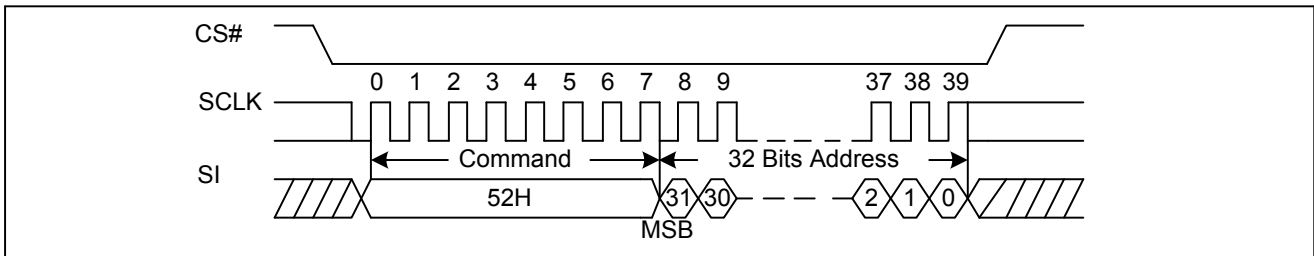 CS#
0 1 2 3 4 5 6 7 8 9 37 38 39
SCLK
Command 32 Bits Address
SI
52H 31 30 2 1 0
MSB